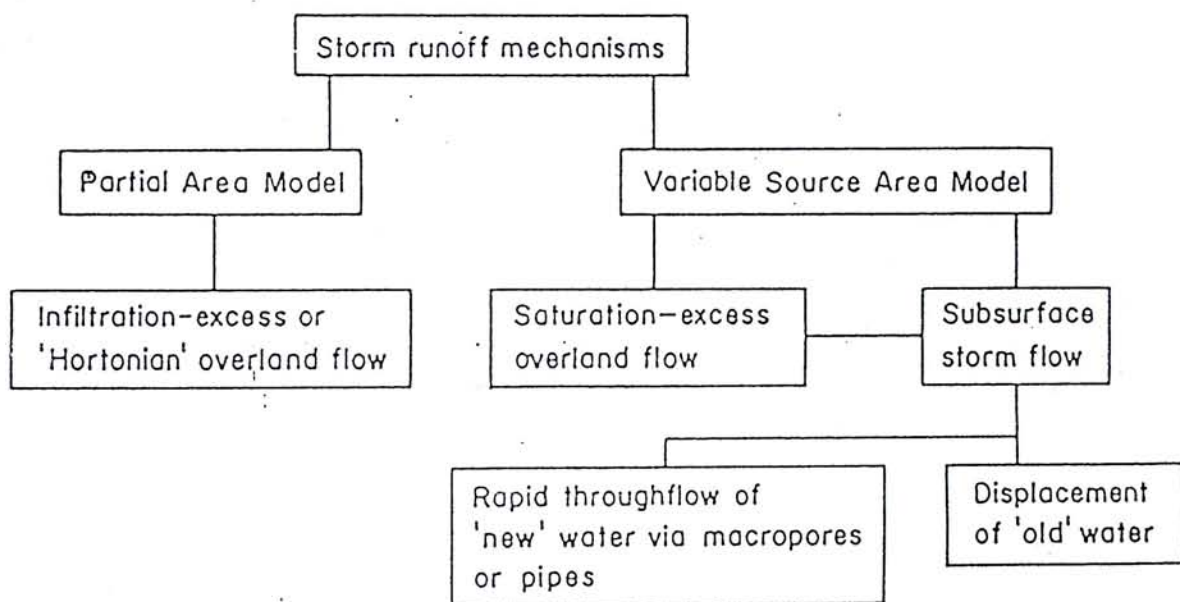 Storm runoff mechanisms
Partial Area Model
Variable Source Area Model
Infiltration-excess or
'Hortonian' overland flow
Saturation-excess
overland flow
Subsurface
storm flow
Rapid throughflow of
'new' water via macropores
or pipes
Displacement
of 'old' water